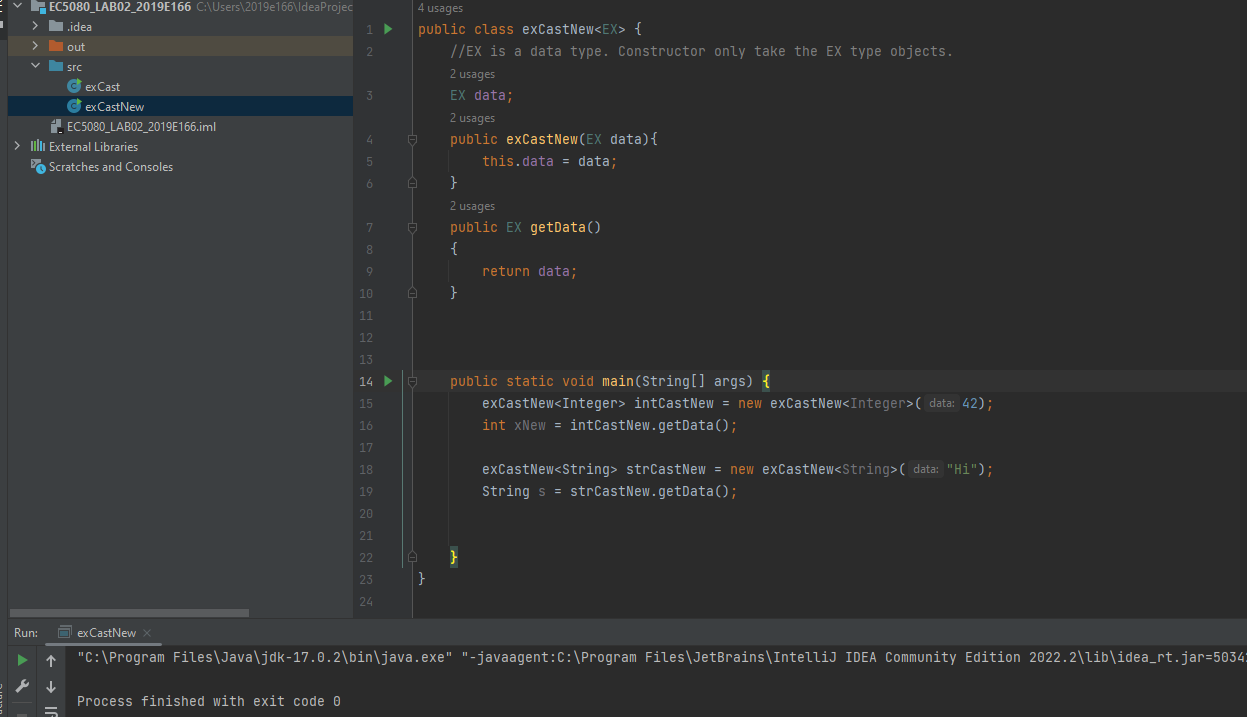 EC5080_LAB02_2019E166 C:\Users\2019e166\IdeaProjec
.idea
out
src
exCast
exCastNew
EC5080_LAB02_2019E166.iml
External Libraries
Scratches and Consoles
4 usages
1 public class exCastNew<EX> {
2 //EX is a data type. Constructor only take the EX type objects.
2 usages
3 EX data;
2 usages
4 public exCastNew(EX data){
5 this.data = data;
6 }
2 usages
7 public EX getData()
8 {
9 return data;
10 }
11
12
13
14 public static void main(String[] args) {
15 exCastNew<Integer> intCastNew = new exCastNew<Integer>( data: 42);
16 int xNew = intCastNew.getData();
17
18 exCastNew<String> strCastNew = new exCastNew<String>( data: "Hi");
19 String s = strCastNew.getData();
20
21
22 }
23 }
24
Run: exCastNew
"C:\Program Files\Java\jdk-17.0.2\bin\java.exe" "-javaagent:C:\Program Files\JetBrains\IntelliJ IDEA Community Edition 2022.2\lib\idea_rt.jar=5034
Process finished with exit code 0